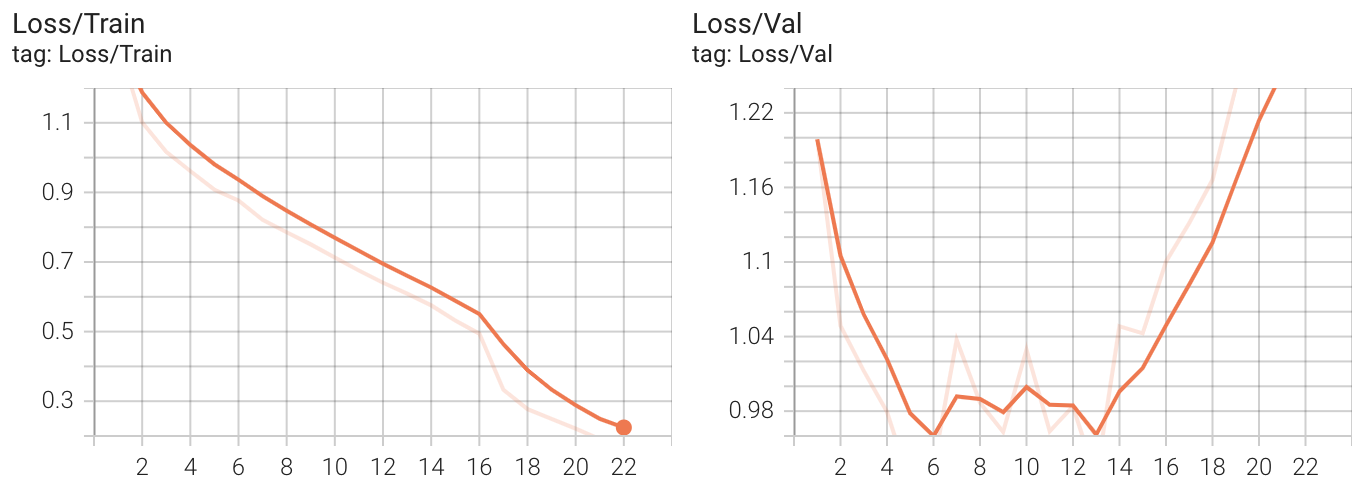 Loss/Train
tag: Loss/Train
1.1
0.9
0.7
0.5
0.3
2 4 6 8 10 12 14 16 18 20 22
Loss/Val
tag: Loss/Val
1.22
1.16
1.1
1.04
0.98
2 4 6 8 10 12 14 16 18 20 22